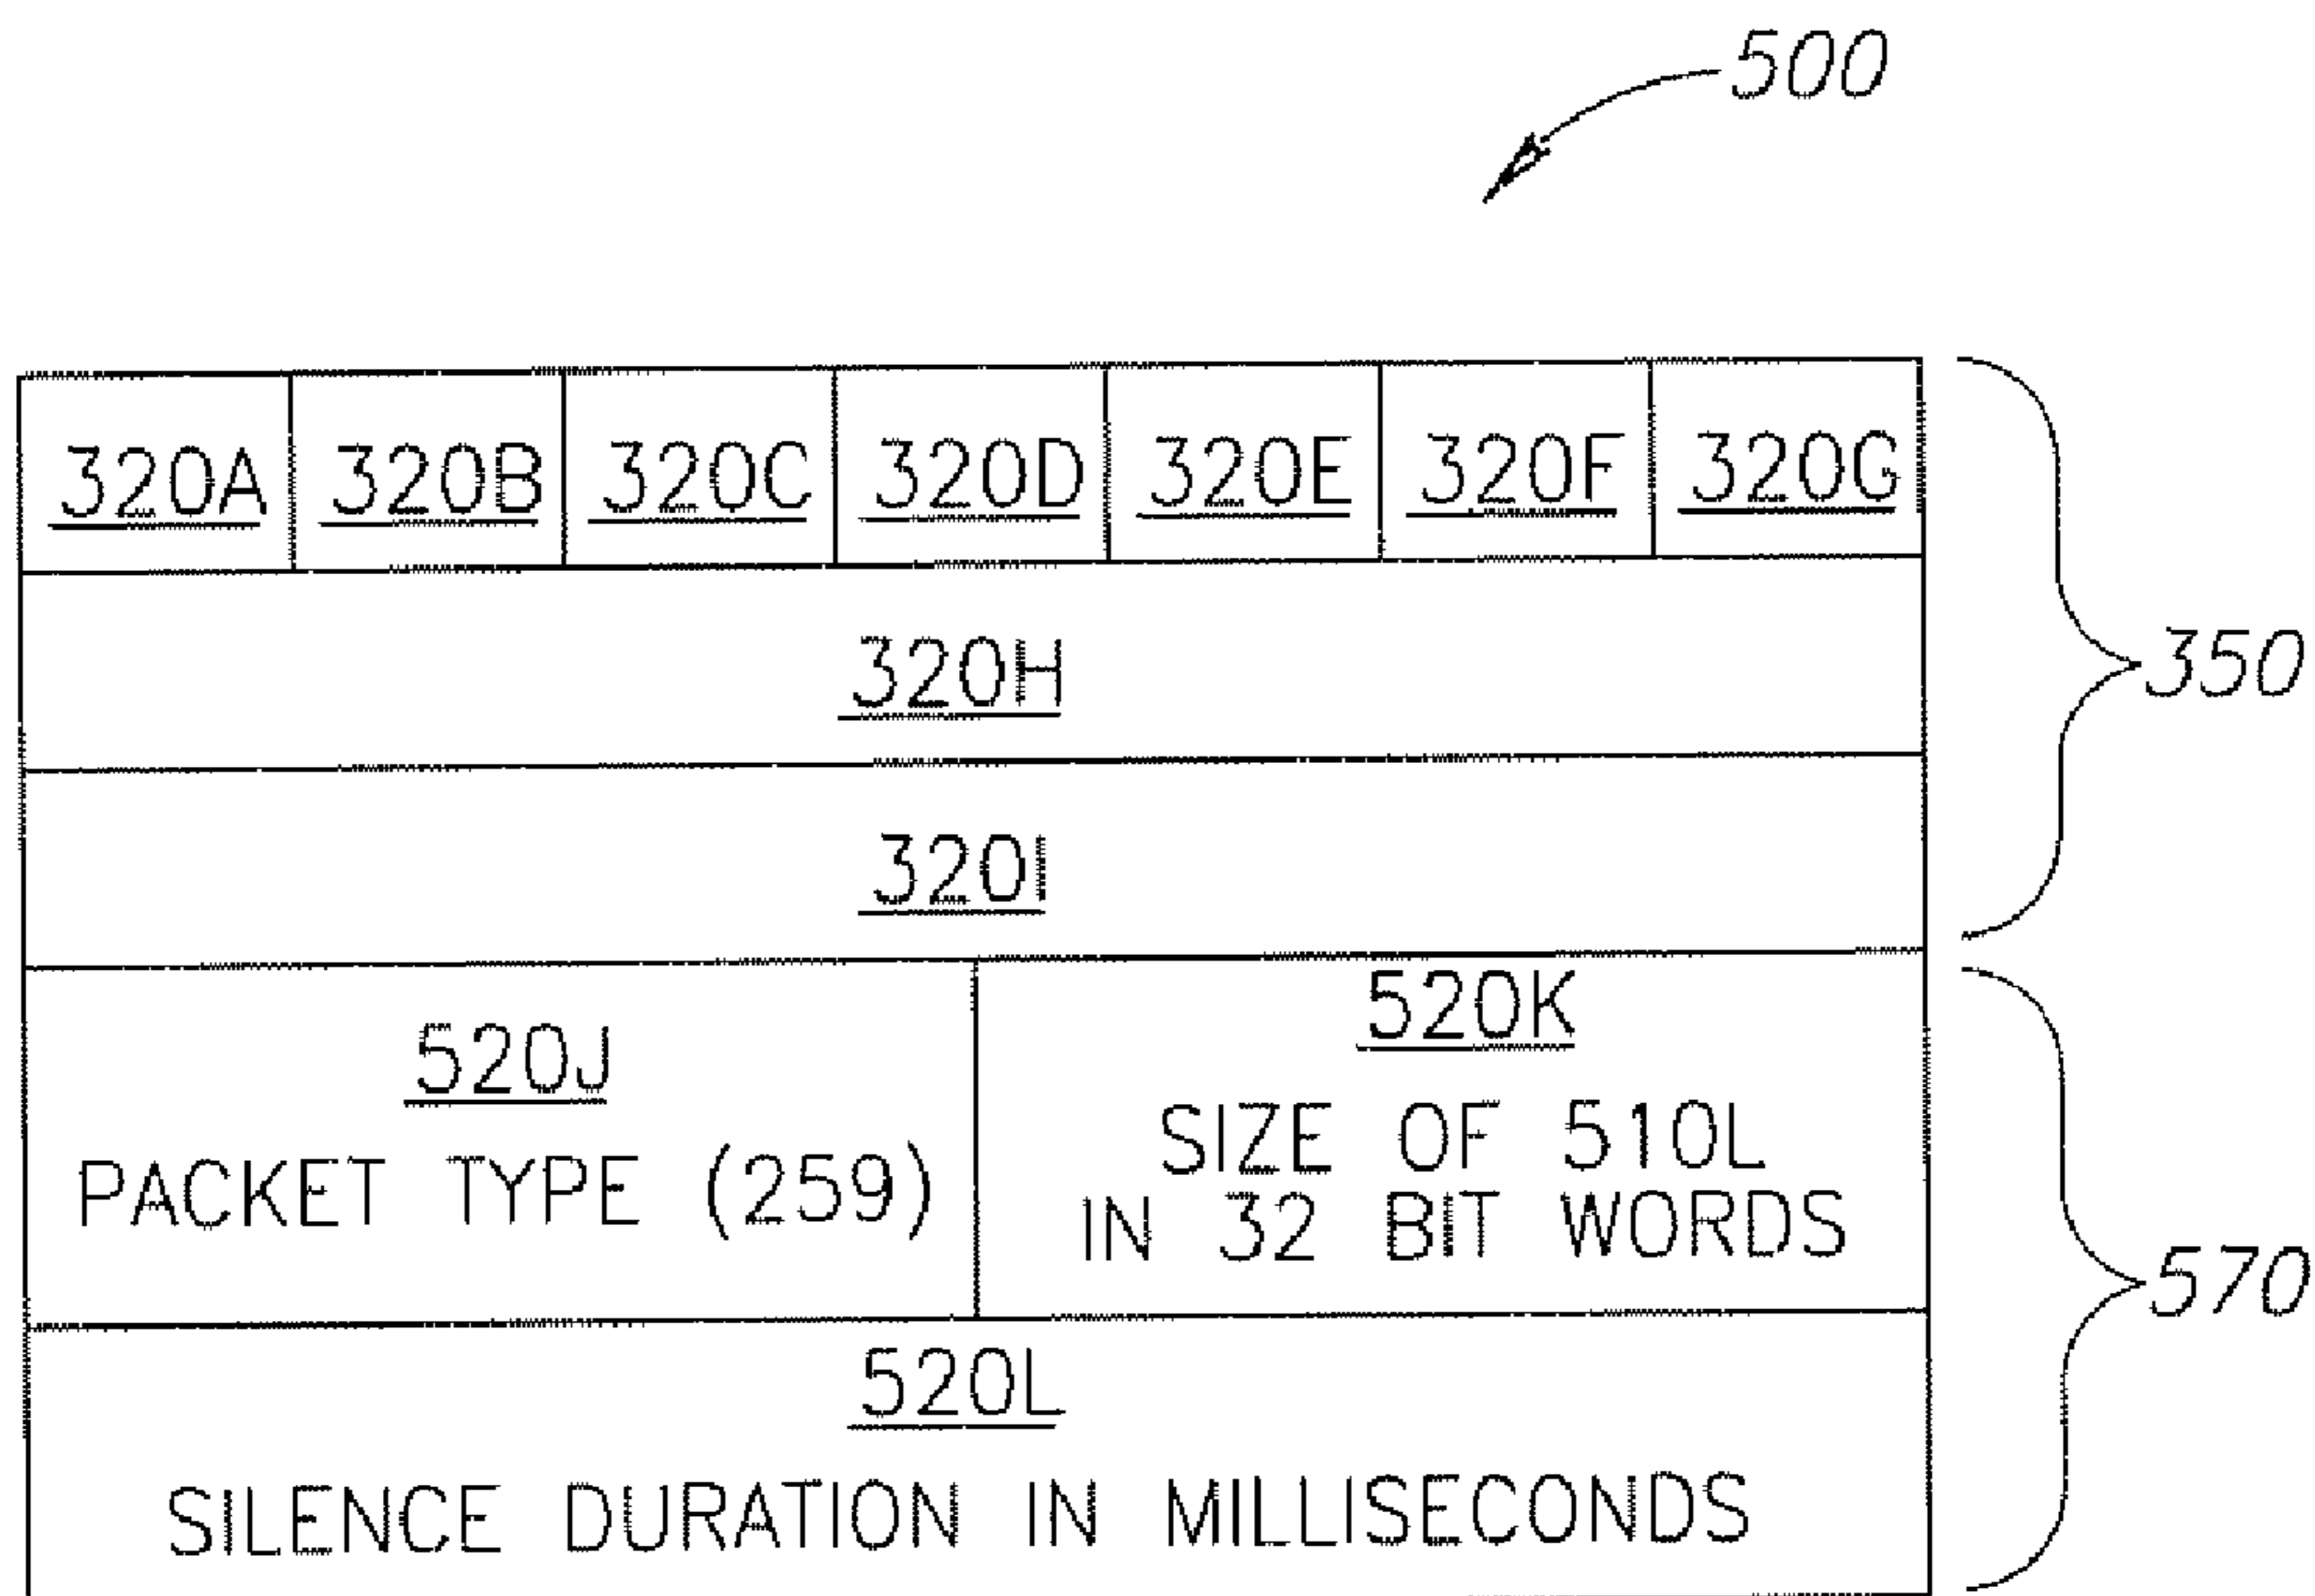 500
320A 320B 320C 320D 320E 320F 320G
320H
350
320I
520J
PACKET TYPE (259)
520K
SIZE OF 510L
IN 32 BIT WORDS
570
520L
SILENCE DURATION IN MILLISECONDS